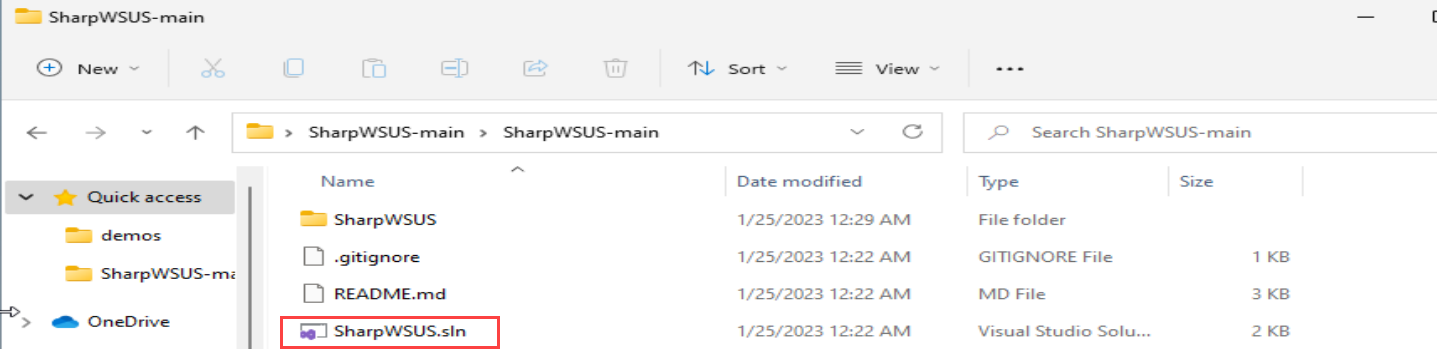 SharpWSUS-main
New Sort View
SharpWSUS-main > SharpWSUS-main Search SharpWSUS-main
Name Date modified Type Size
Quick access
SharpWSUS 1/25/2023 12:29 AM File folder
demos
.gitignore 1/25/2023 12:22 AM GITIGNORE File 1 KB
SharpWSUS-ma
README.md 1/25/2023 12:22 AM MD File 3 KB
OneDrive
SharpWSUS.sln 1/25/2023 12:22 AM Visual Studio Solu... 2 KB